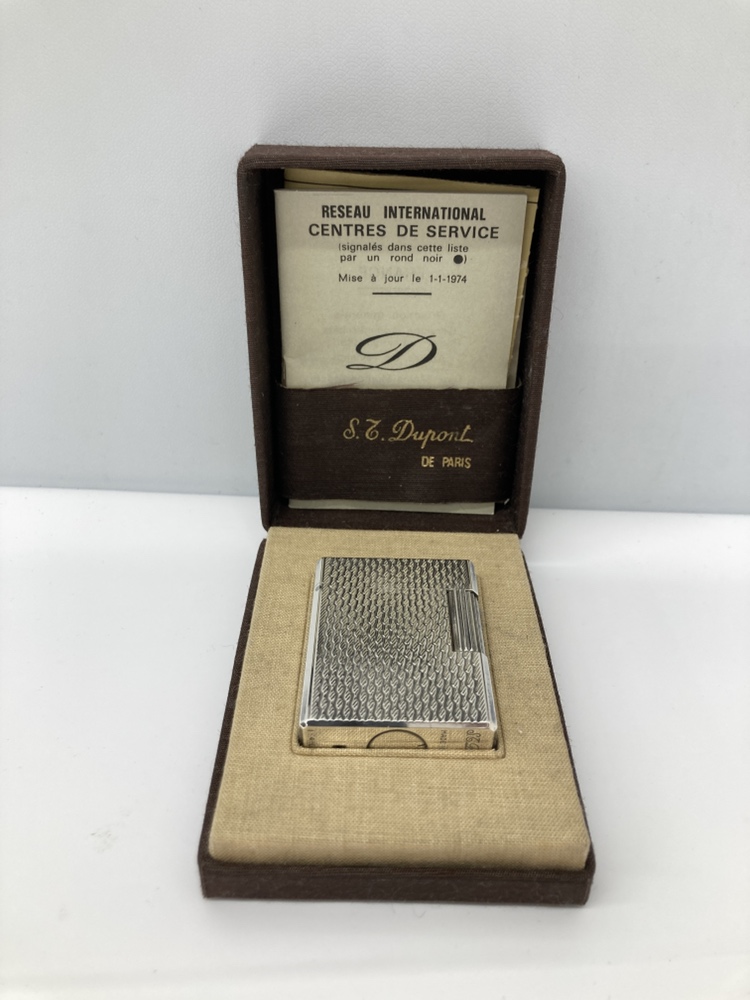 RESEAU INTERNATIONAL
CENTRES DE SERVICE
(signalés dans cette liste
par un rond noir ●)
Mise à jour le 1-1-1974
D
S.T. Dupont
DE PARIS